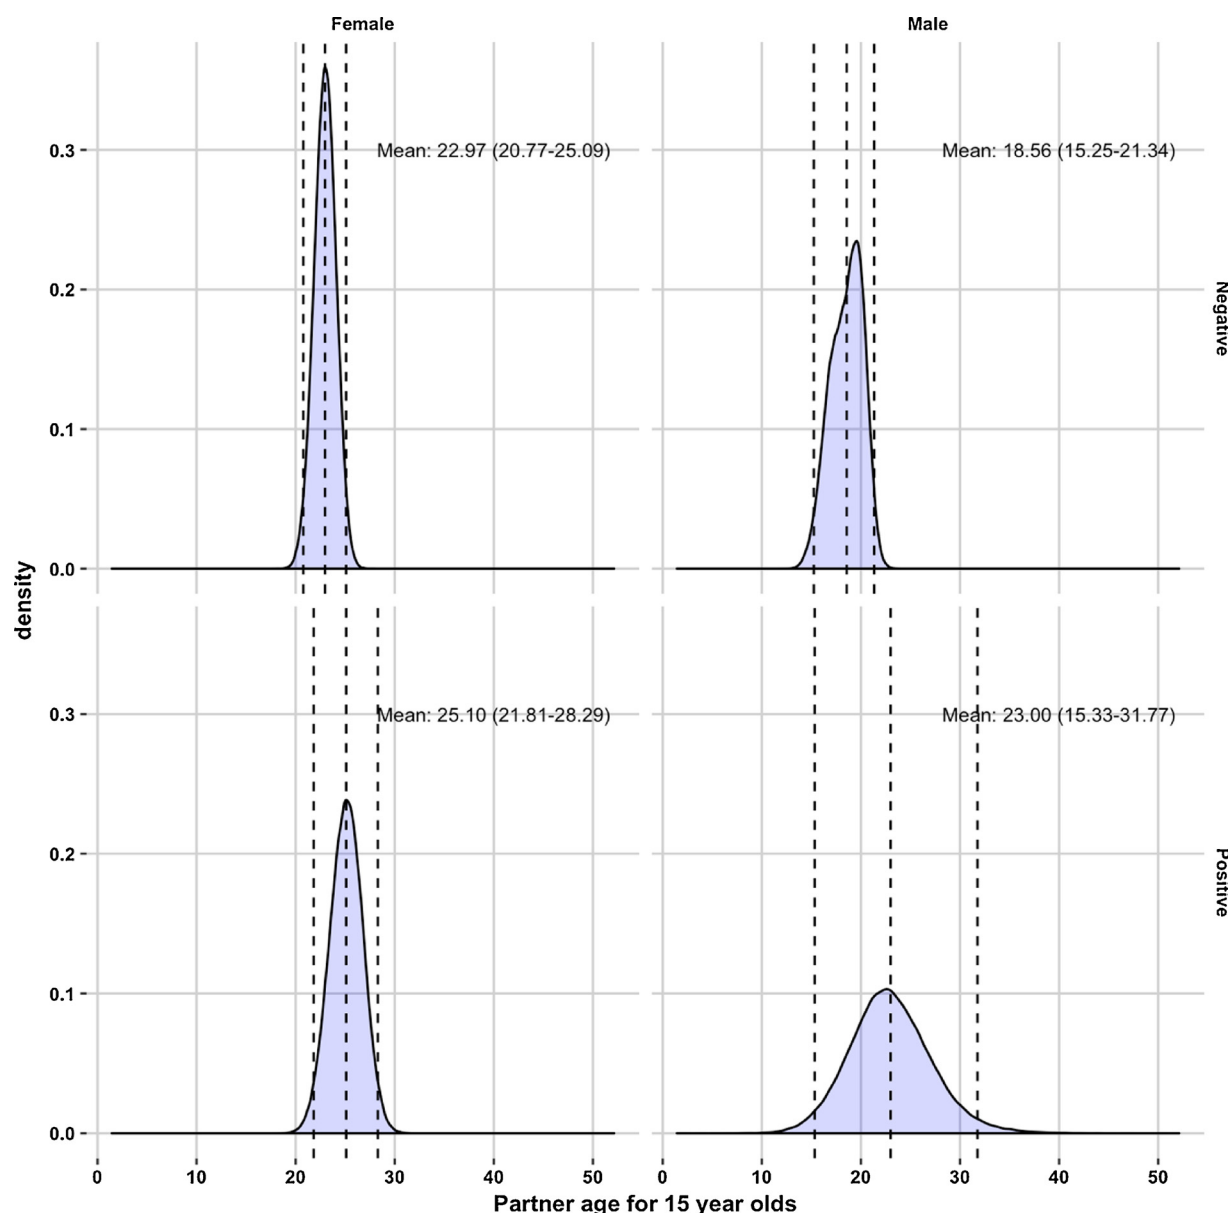 Female
Male
0.3
Mean: 22.97 (20.77-25.09)
Mean: 18.56 (15.25-21.34)
0.2
Negative
0.1
0.0
density
0.3
Mean: 25.10 (21.81-28.29)
Mean: 23.00 (15.33-31.77)
0.2
Positive
0.1
0.0
0 10 20 30 40 50
0 10 20 30 40 50
Partner age for 15 year olds